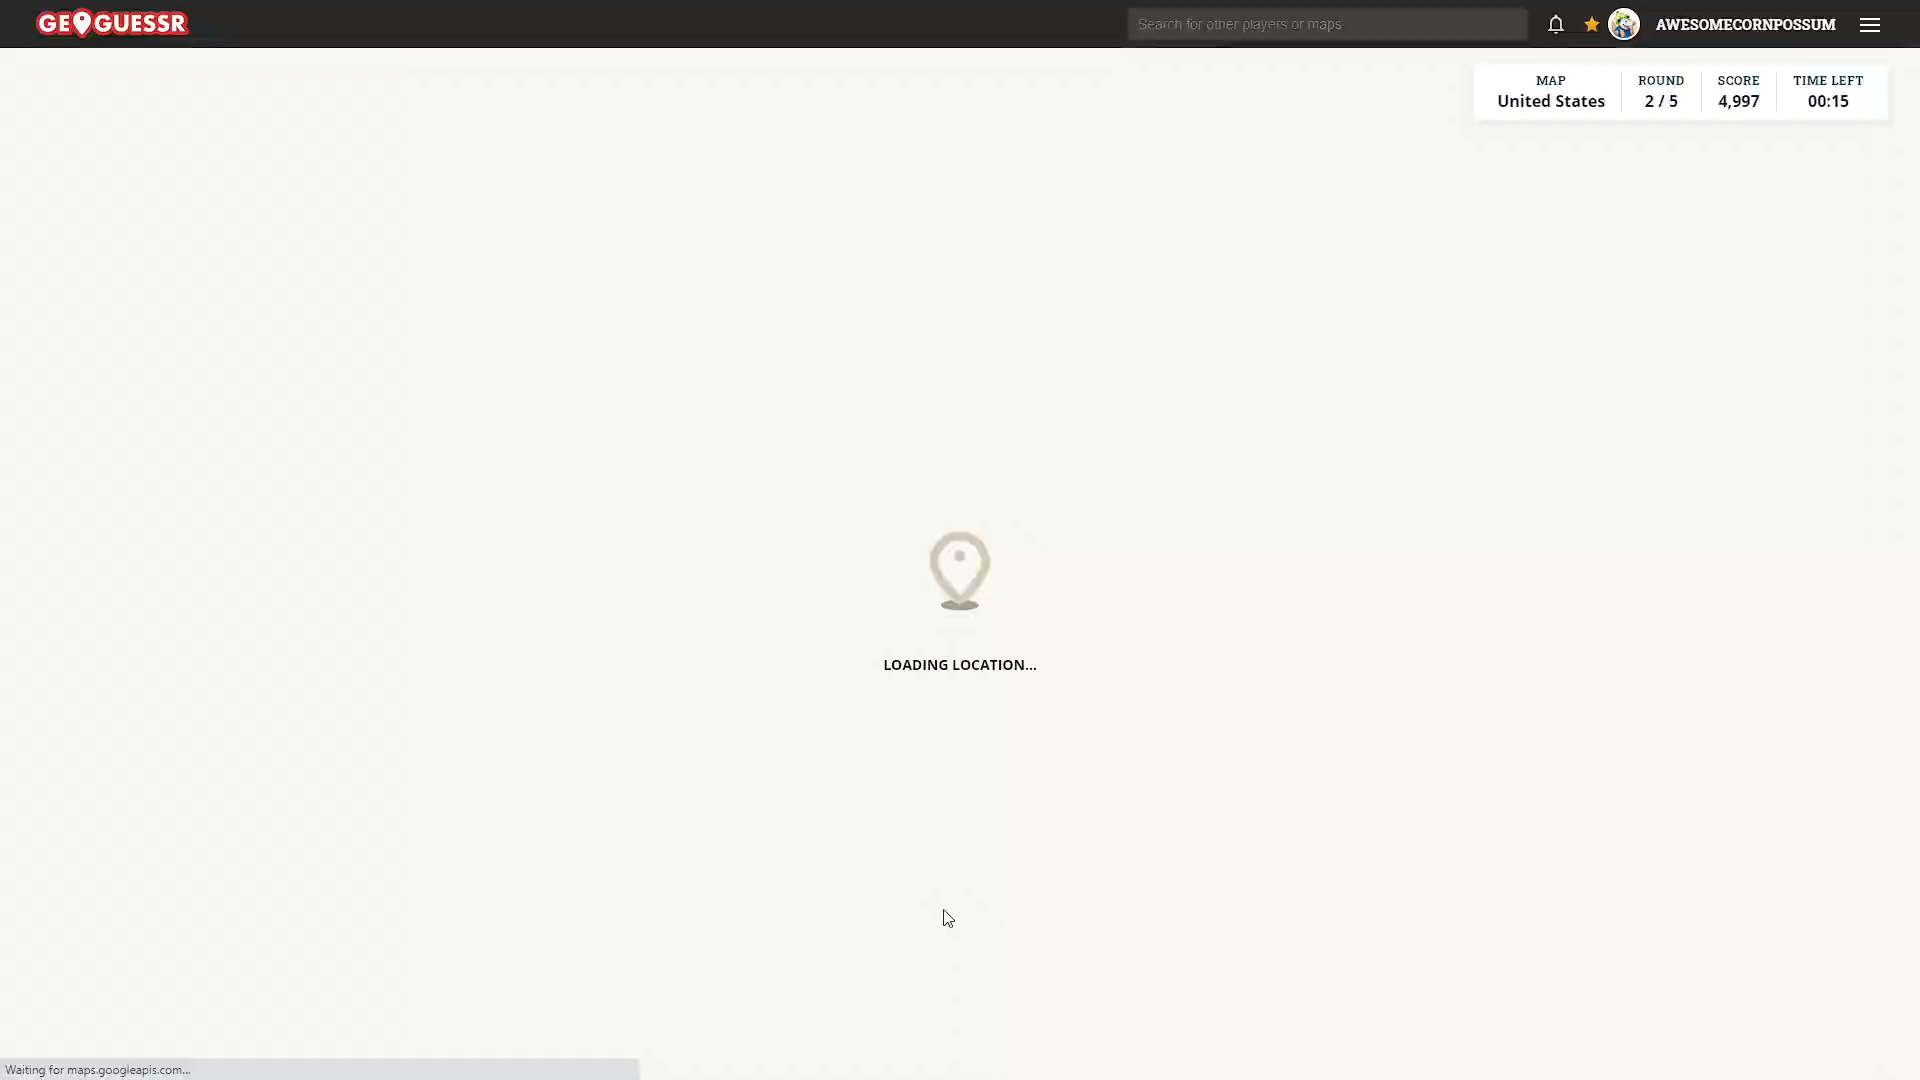 GEOGUESSR
Search for other players or maps
AWESOMECORNPOSSUM
MAP
United States
ROUND
2 / 5
SCORE
4,997
TIME LEFT
00:15
LOADING LOCATION...
Waiting for maps.googleapis.com...